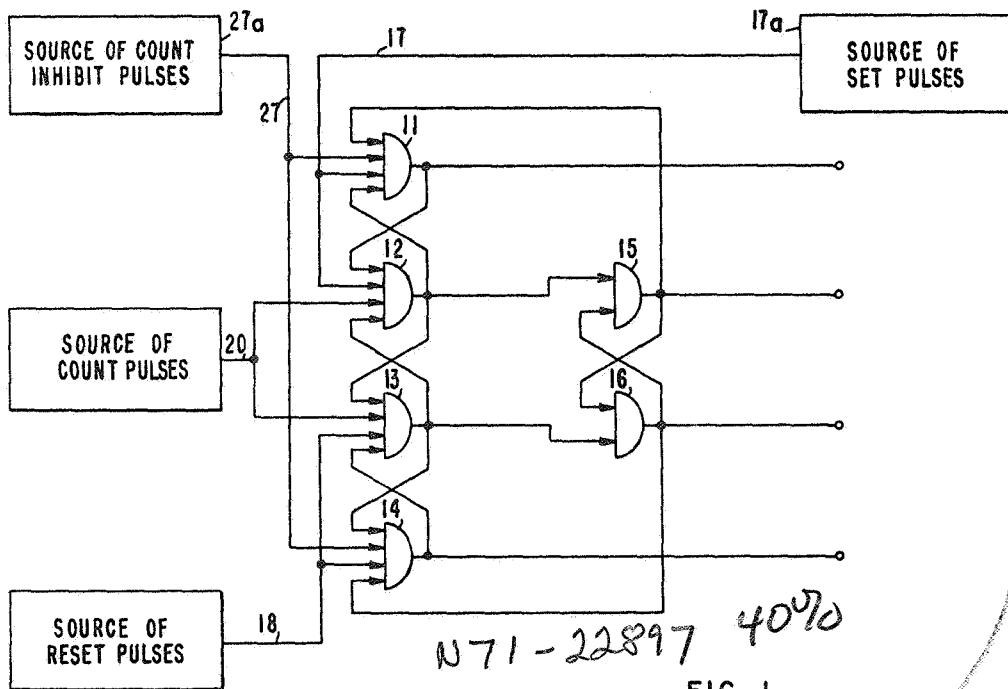 27a
17a
SOURCE OF COUNT
INHIBIT PULSES
17
SOURCE OF
SET PULSES
27
11
12
15
SOURCE OF
COUNT PULSES
20
13
16
14
SOURCE OF
RESET PULSES
18
N71-22897
FIG. 1